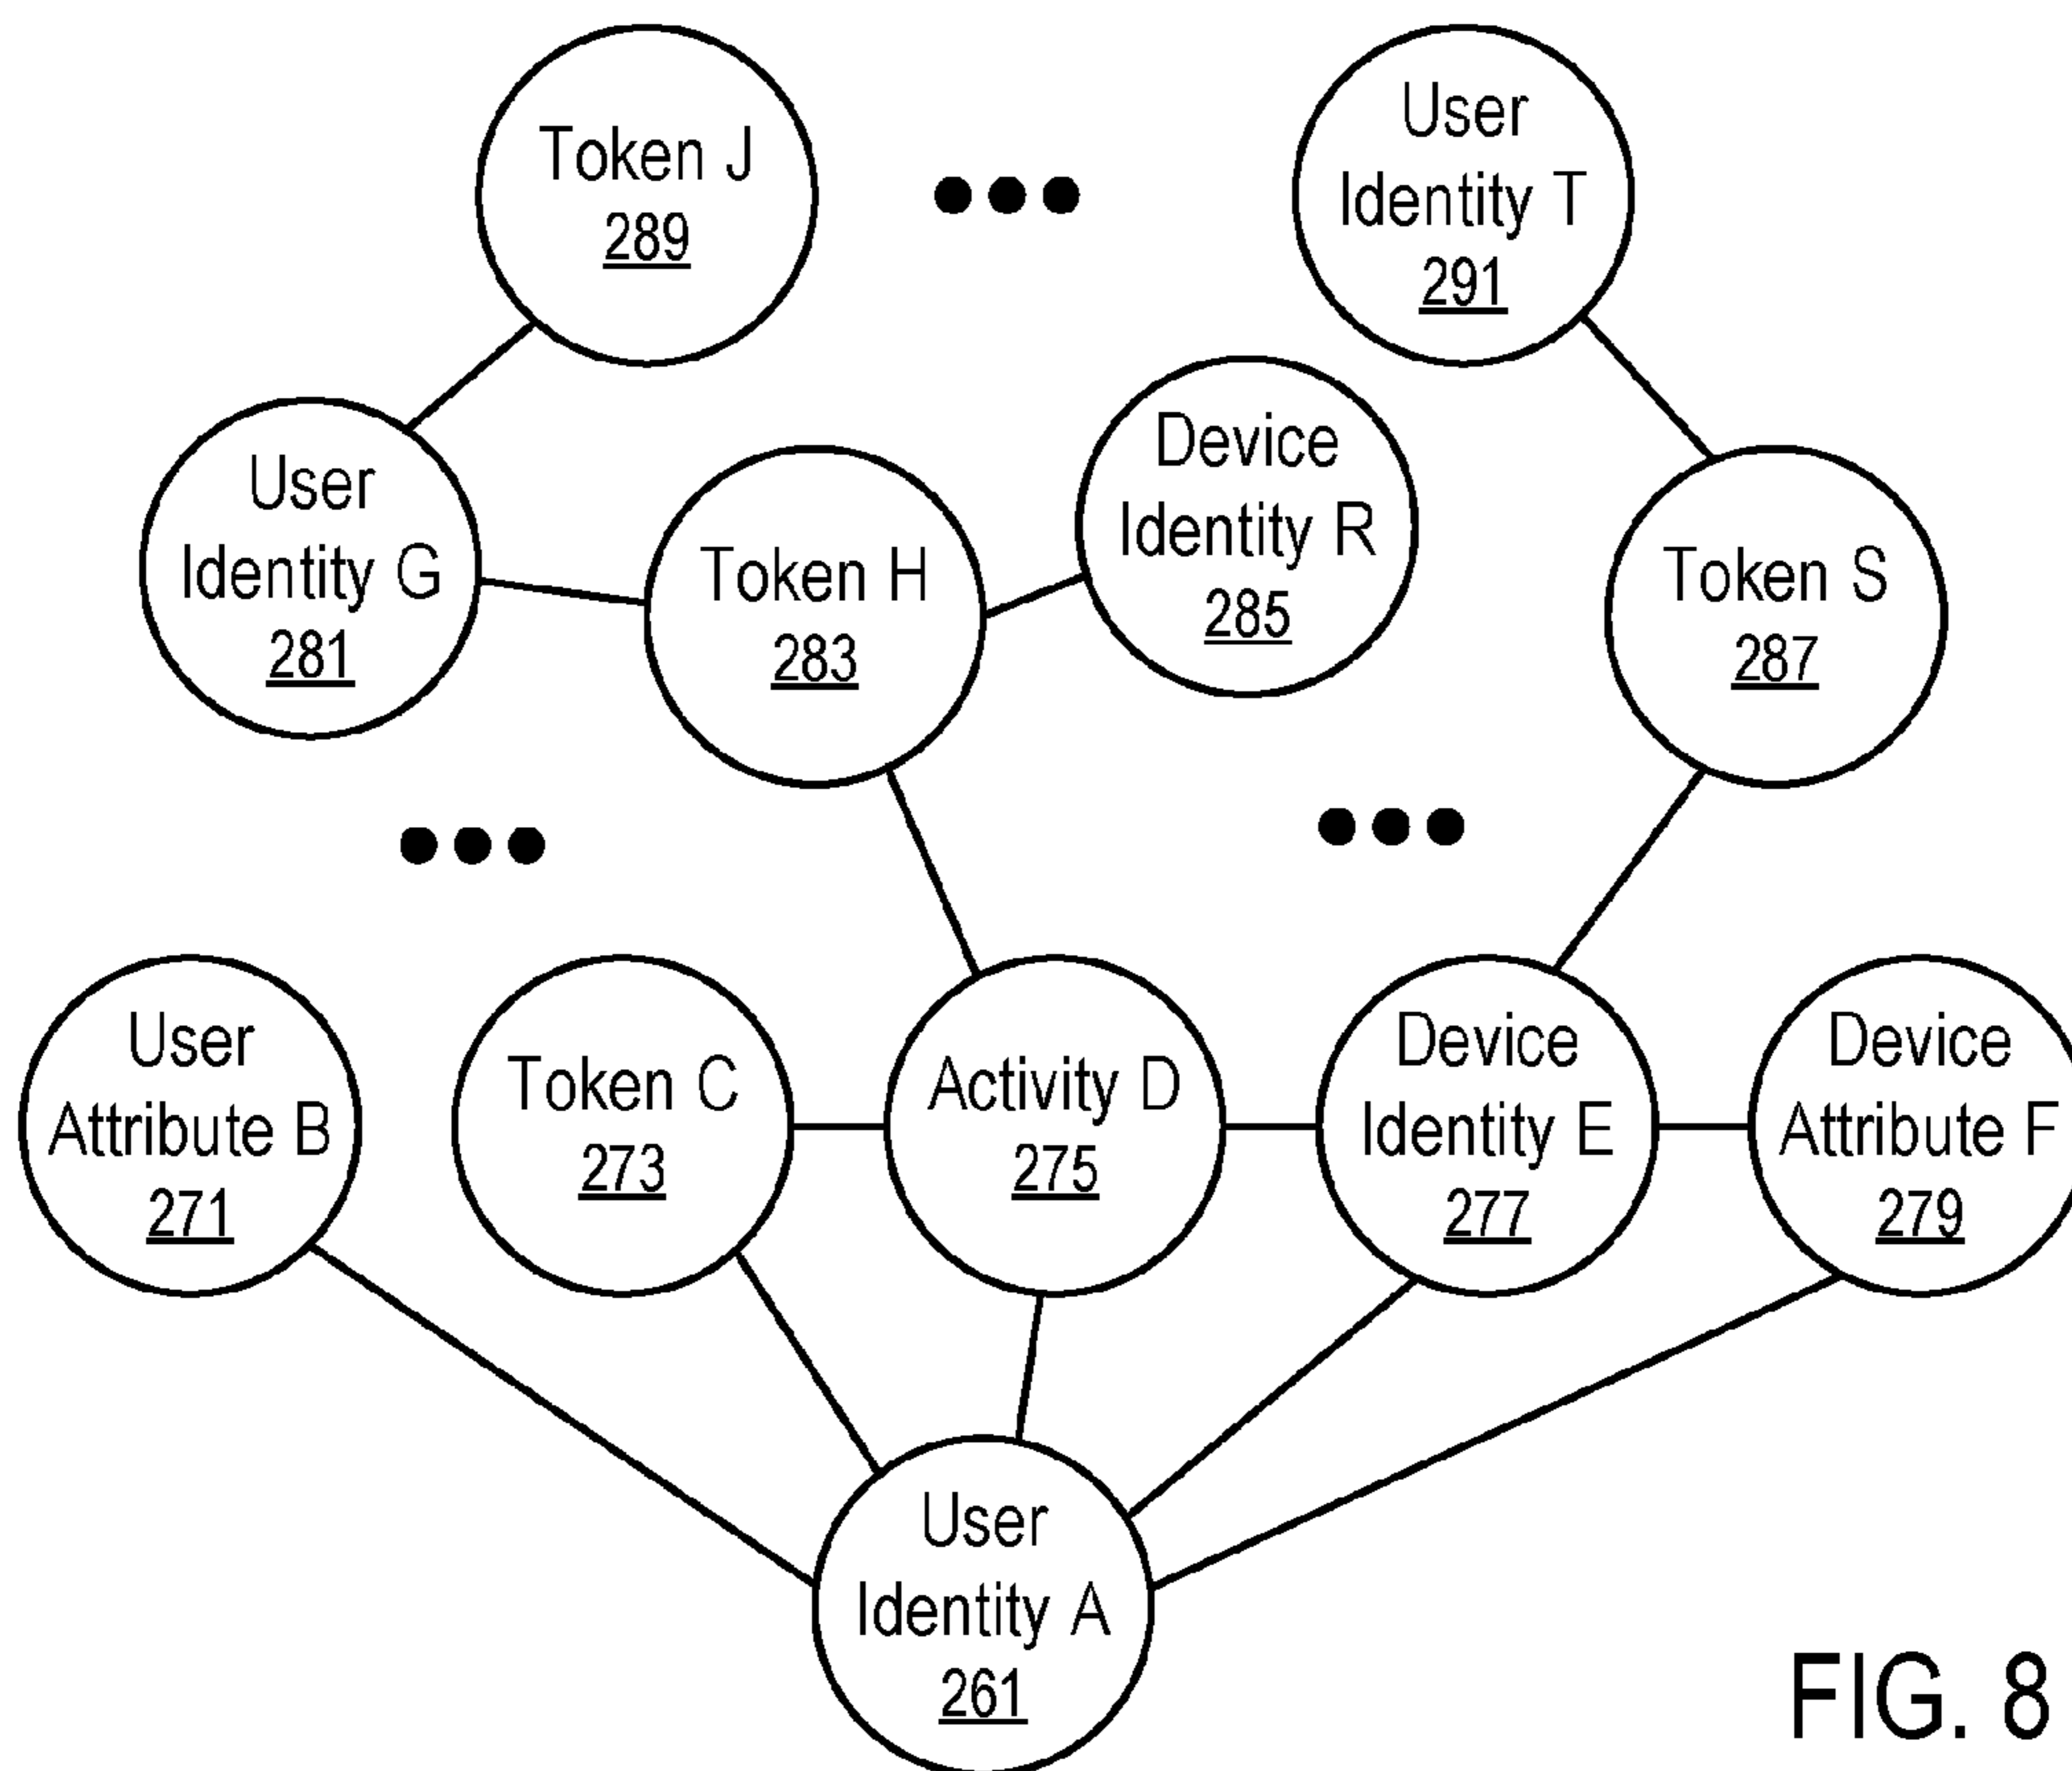 Token J
289
User
Identity T
291
User
Identity G
281
Token H
283
Device
Identity R
285
Token S
287
User
Attribute B
271
Token C
273
Activity D
275
Device
Identity E
277
Device
Attribute F
279
User
Identity A
261
FIG. 8